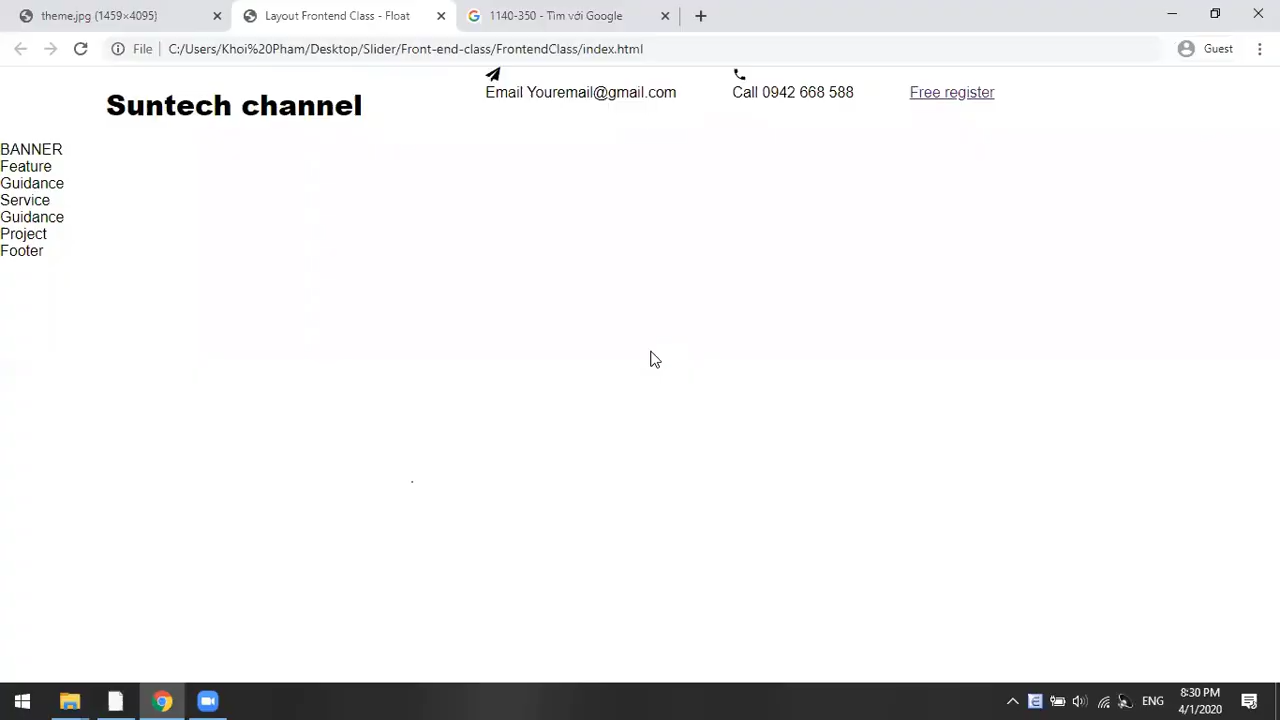 theme.jpg (1459×4095)
Layout Frontend Class - Float
1140-350 - Tìm với Google
File
C:/Users/Khoi%20Pham/Desktop/Slider/Front-end-class/FrontendClass/index.html
Guest
Suntech channel
Email Youremail@gmail.com
Call 0942 668 588
Free register
BANNER
Feature
Guidance
Service
Guidance
Project
Footer
ENG
8:30 PM
4/1/2020